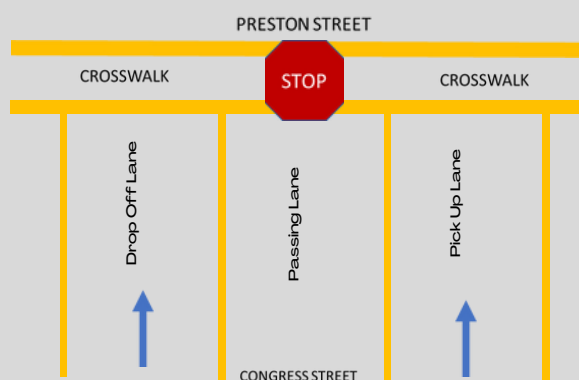 PRESTON STREET
CROSSWALK
STOP
CROSSWALK
Drop Off Lane
Passing Lane
Pick Up Lane
CONGRESS STREET